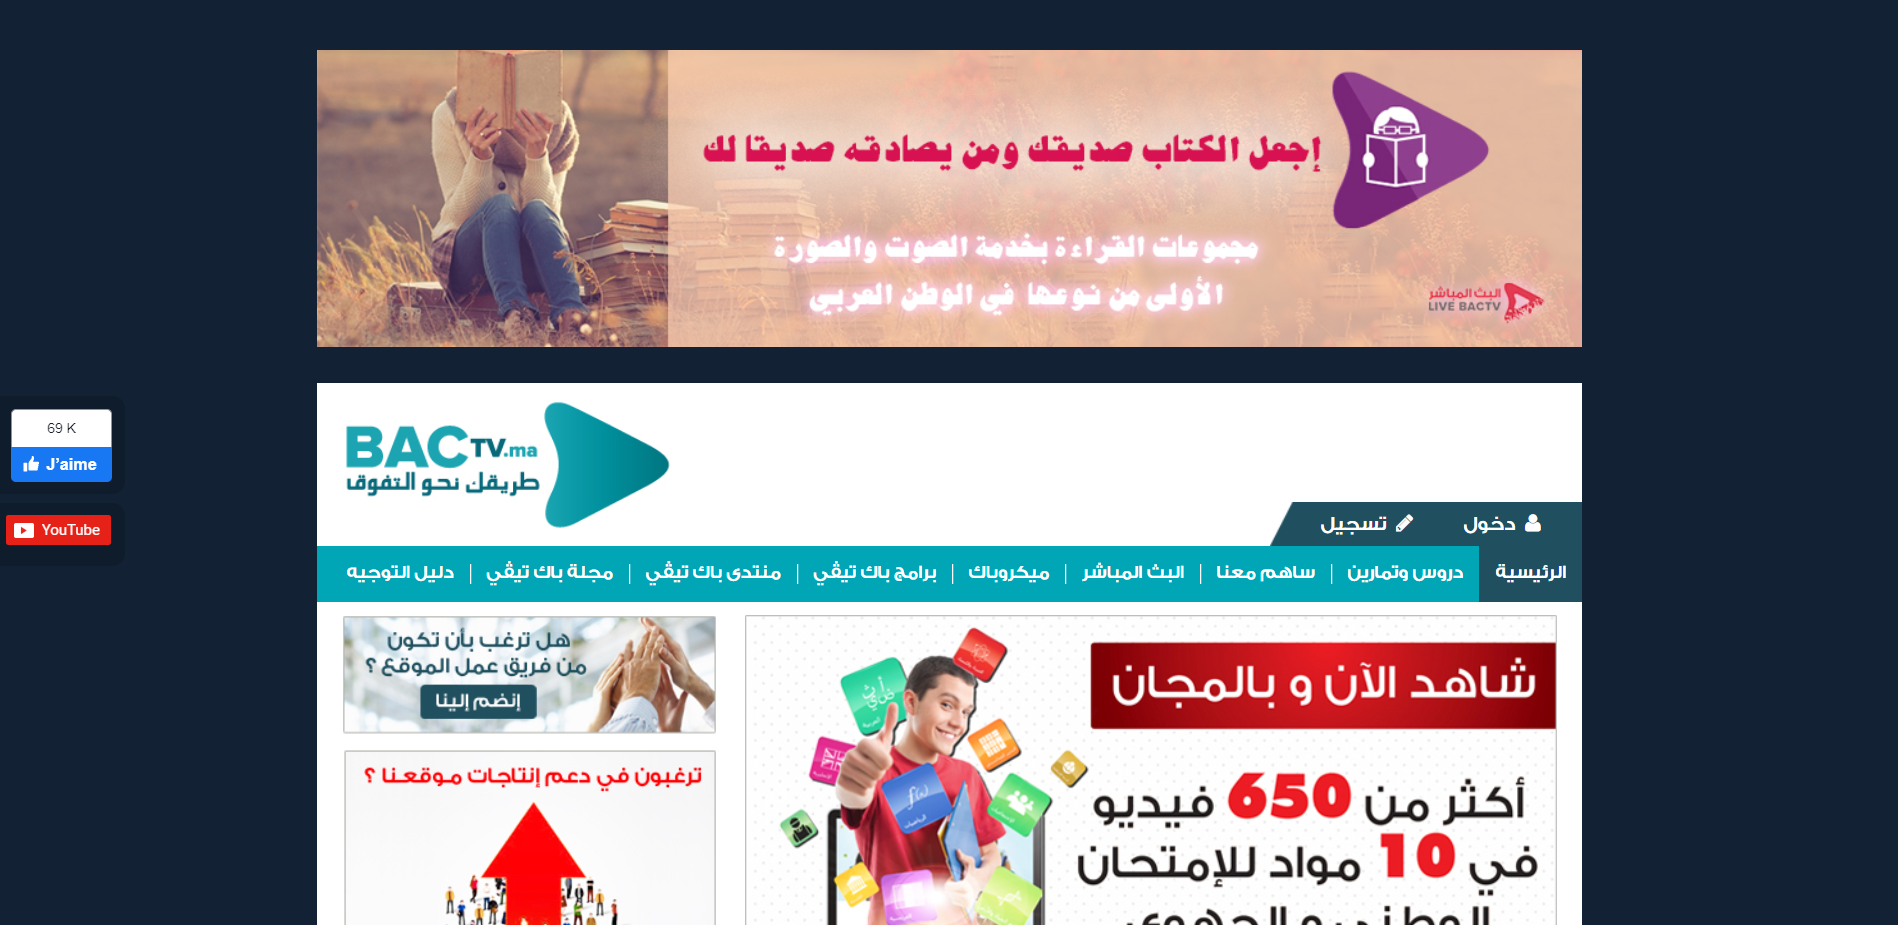 إجعل الكتاب صديقك ومن يصادقه صديقا لك
مجموعات القراءة بخدمة الصوت والصورة
الأولى من نوعها في الوطن العربي
البث المباشر
LIVE BACTV
69 K
J’aime
YouTube
BACTV.ma
طريقك نحو التفوق
دخول
تسجيل
الرئيسية
دروس وتمارين
ساهم معنا
البث المباشر
ميكروباك
برامج باك تيڤي
منتدى باك تيڤي
مجلة باك تيڤي
دليل التوجيه
شاهد الآن و بالمجان
أكثر من 650 فيديو
في 10 مواد للإمتحان
الوطني و الجهوي
هل ترغب بأن تكون
من فريق عمل الموقع ؟
إنضم إلينا
ترغبون في دعم إنتاجات موقعنا ؟